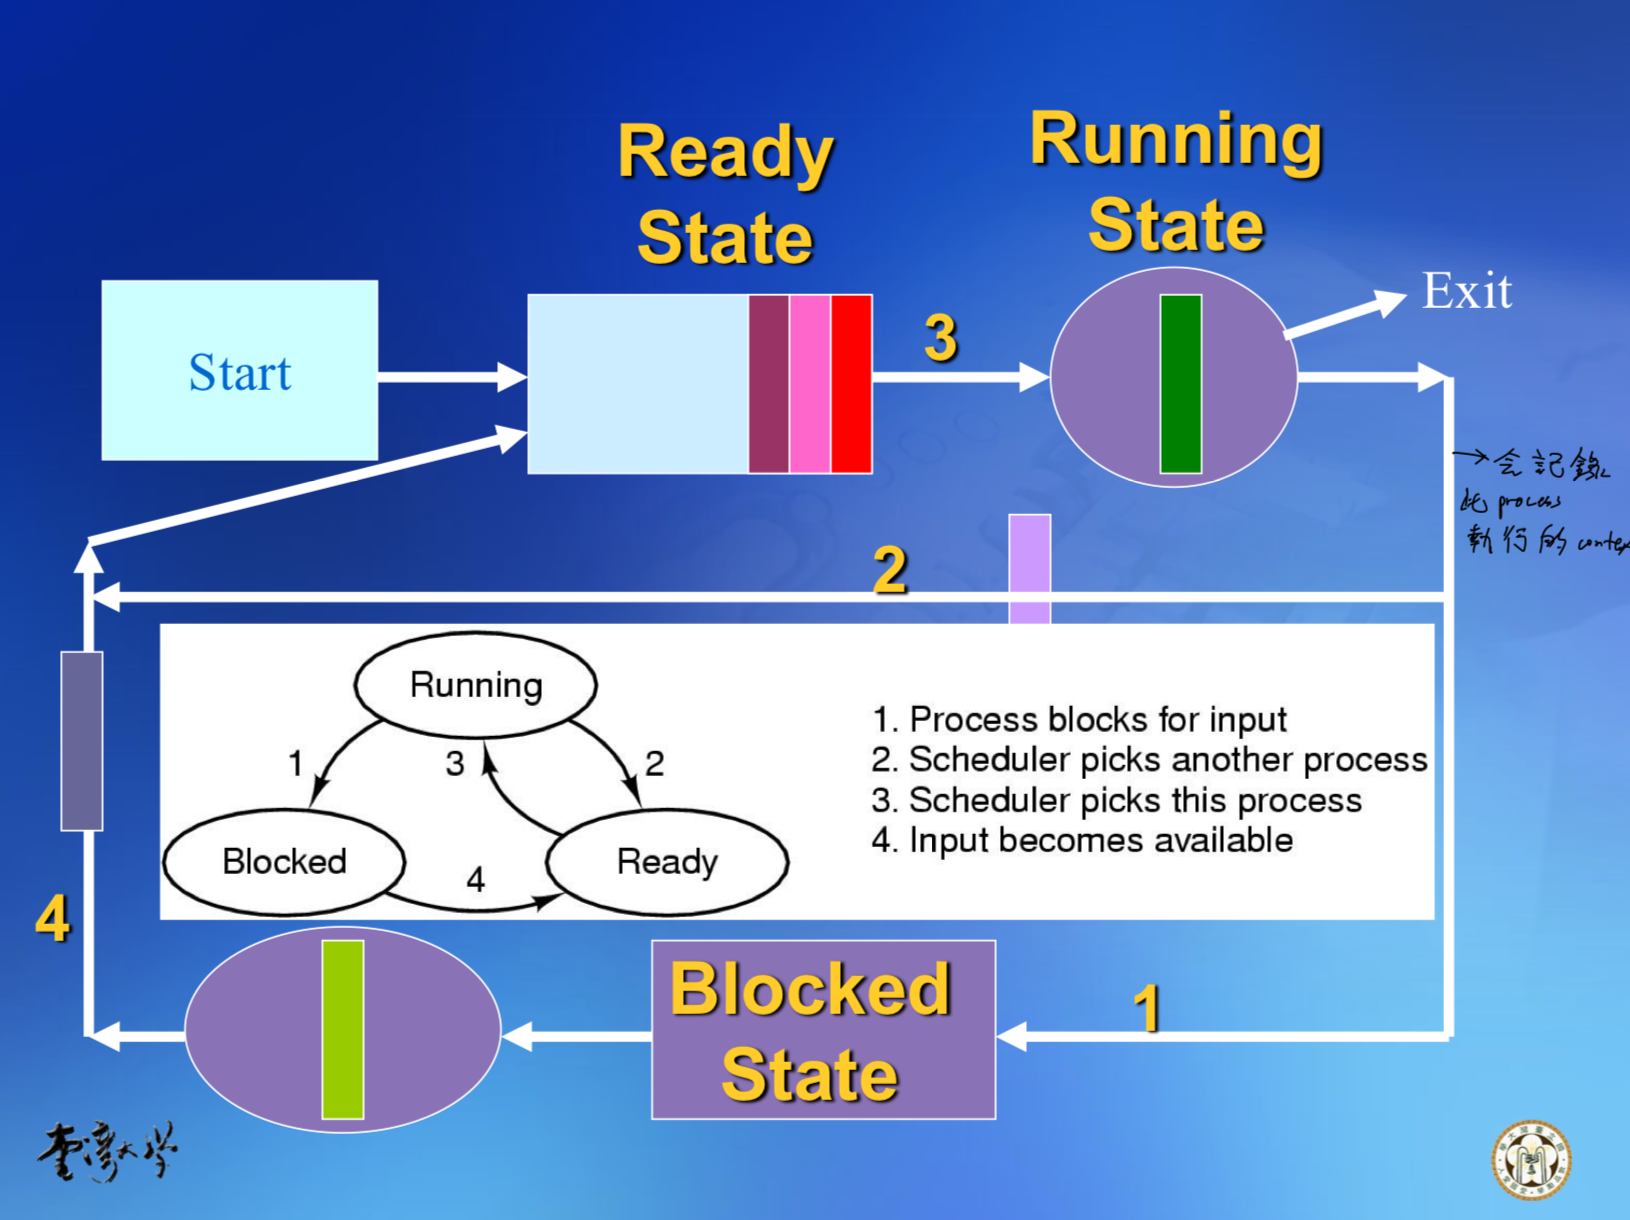 Ready
State
Running
State
Start
3
Exit
→会記錄
此 process
執行的 contex
2
Running
1
3
2
Blocked
4
Ready
1. Process blocks for input
2. Scheduler picks another process
3. Scheduler picks this process
4. Input becomes available
4
Blocked
State
1
臺灣大學